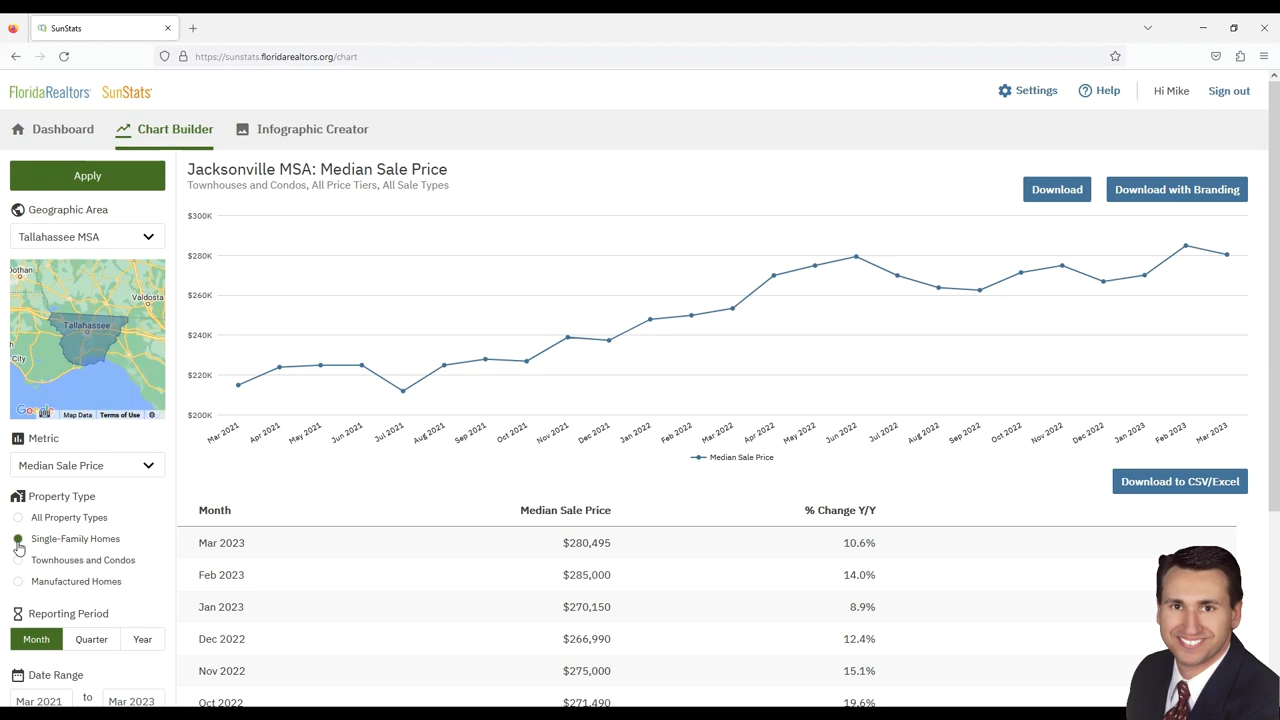 SunStats
https://sunstats.floridarealtors.org/chart
FloridaRealtors SunStats
Settings
Help
Hi Mike
Sign out
Dashboard
Chart Builder
Infographic Creator
Apply
Geographic Area
Tallahassee MSA
Dothan
Valdosta
Tallahassee
City
Google
Map Data
Terms of Use
Metric
Median Sale Price
Property Type
All Property Types
Single-Family Homes
Townhouses and Condos
Manufactured Homes
Reporting Period
Month Quarter Year
Date Range
Mar 2021 to Mar 2023
Jacksonville MSA: Median Sale Price
Townhouses and Condos, All Price Tiers, All Sale Types
Download
Download with Branding
$300K
$280K
$260K
$240K
$220K
$200K
Mar 2021 Apr 2021 May 2021 Jun 2021 Jul 2021 Aug 2021 Sep 2021 Oct 2021 Nov 2021 Dec 2021 Jan 2022 Feb 2022 Mar 2022 Apr 2022 May 2022 Jun 2022 Jul 2022 Aug 2022 Sep 2022 Oct 2022 Nov 2022 Dec 2022 Jan 2023 Feb 2023 Mar 2023
Median Sale Price
Download to CSV/Excel
Month Median Sale Price % Change Y/Y
Mar 2023 $280,495 10.6%
Feb 2023 $285,000 14.0%
Jan 2023 $270,150 8.9%
Dec 2022 $266,990 12.4%
Nov 2022 $275,000 15.1%
Oct 2022 $271,490 19.6%